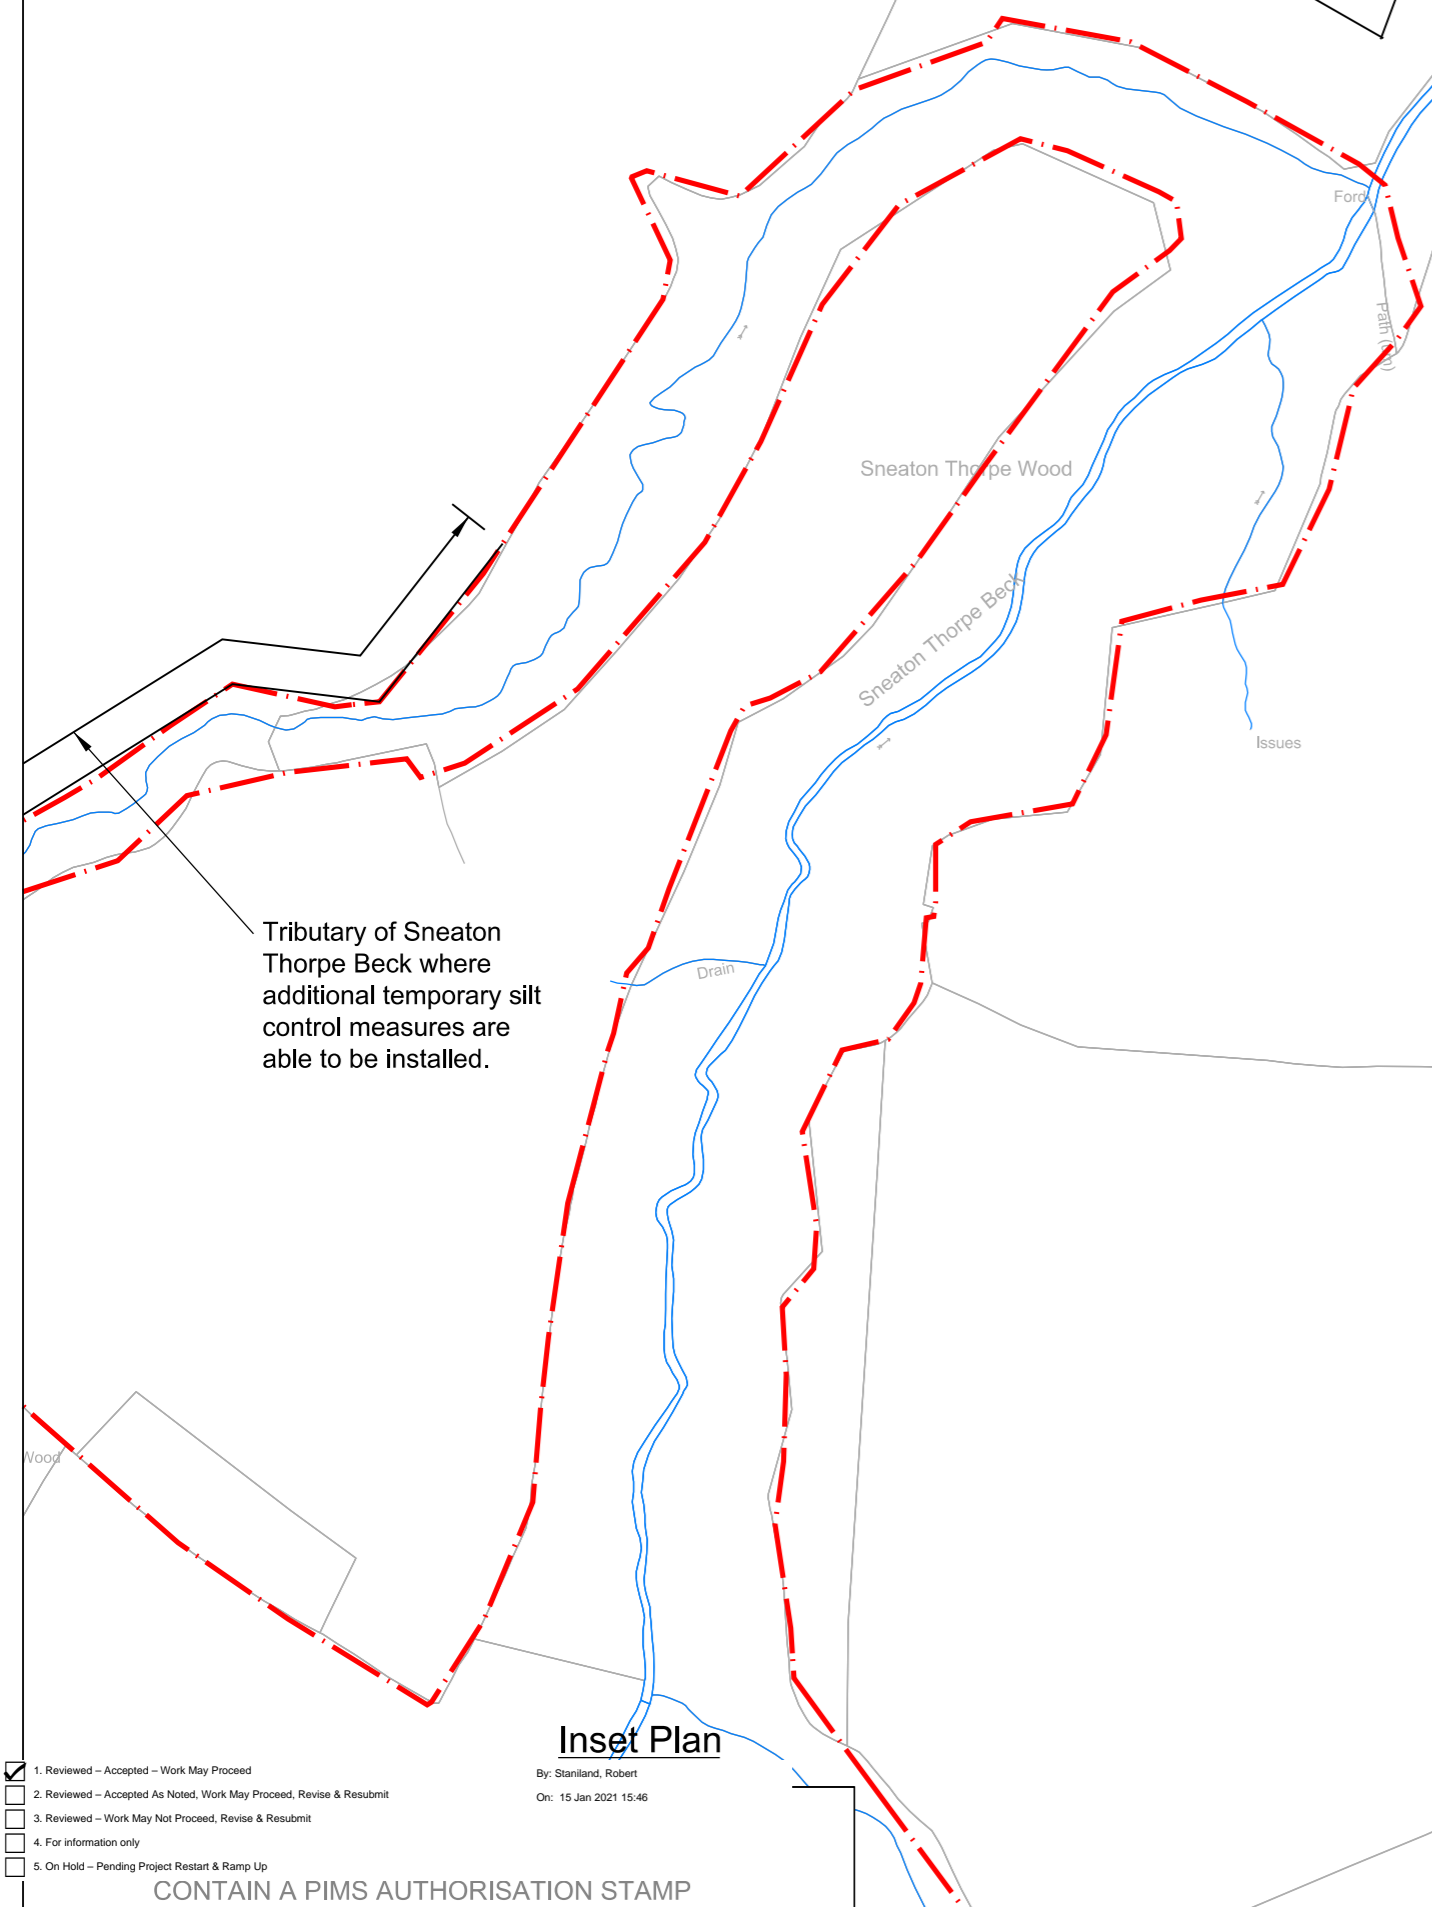 Ford
Path (um)
Sneaton Thorpe Wood
Sneaton Thorpe Beck
Issues
Tributary of Sneaton
Thorpe Beck where
additional temporary silt
control measures are
able to be installed.
Drain
Wood
Inset Plan
1. Reviewed – Accepted – Work May Proceed
2. Reviewed – Accepted As Noted, Work May Proceed, Revise & Resubmit
3. Reviewed – Work May Not Proceed, Revise & Resubmit
4. For information only
5. On Hold – Pending Project Restart & Ramp Up
By: Staniland, Robert
On: 15 Jan 2021 15:46
CONTAIN A PIMS AUTHORISATION STAMP